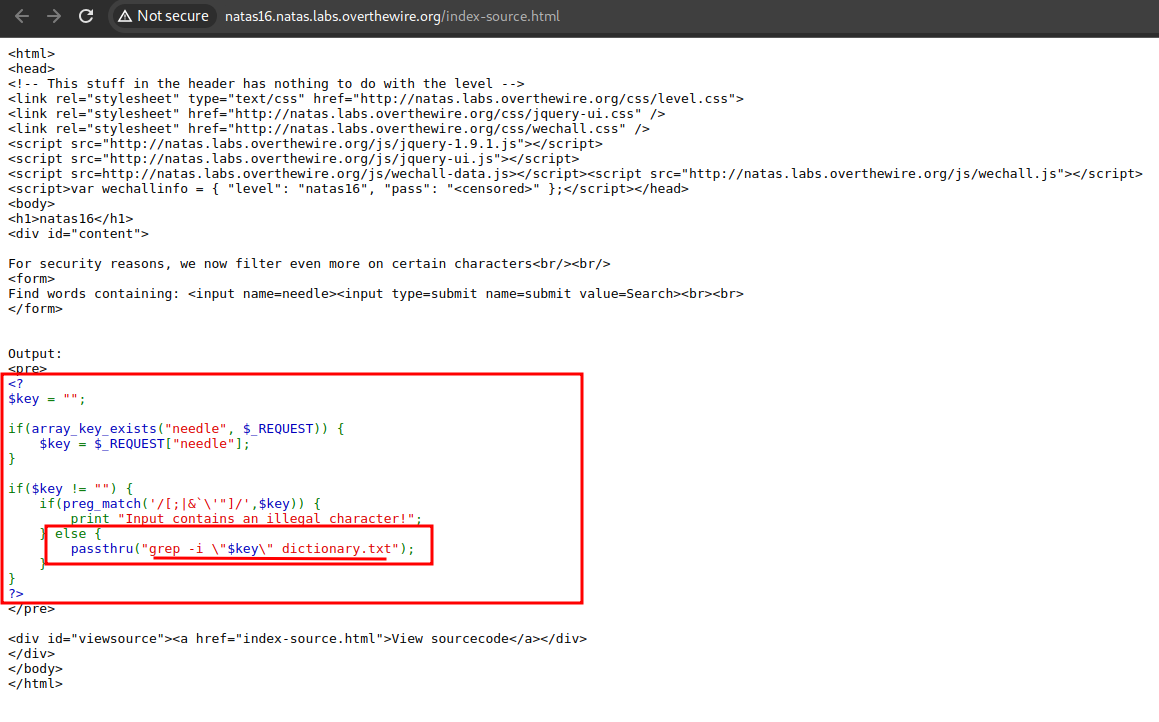 Not secure natas16.natas.labs.overthewire.org/index-source.html
<html>
<head>
<!-- This stuff in the header has nothing to do with the level -->
<link rel="stylesheet" type="text/css" href="http://natas.labs.overthewire.org/css/level.css">
<link rel="stylesheet" href="http://natas.labs.overthewire.org/css/jquery-ui.css" />
<link rel="stylesheet" href="http://natas.labs.overthewire.org/css/wechall.css" />
<script src="http://natas.labs.overthewire.org/js/jquery-1.9.1.js"></script>
<script src="http://natas.labs.overthewire.org/js/jquery-ui.js"></script>
<script src=http://natas.labs.overthewire.org/js/wechall-data.js></script><script src="http://natas.labs.overthewire.org/js/wechall.js"></script>
<script>var wechallinfo = { "level": "natas16", "pass": "<censored>" };</script></head>
<body>
<h1>natas16</h1>
<div id="content">
For security reasons, we now filter even more on certain characters<br/><br/>
<form>
Find words containing: <input name=needle><input type=submit name=submit value=Search><br><br>
</form>
Output:
<pre>
<?
$key = "";
if(array_key_exists("needle", $_REQUEST)) {
    $key = $_REQUEST["needle"];
}
if($key != "") {
    if(preg_match('/[;|&`\'"]/',$key)) {
        print "Input contains an illegal character!";
    } else {
        passthru("grep -i \"$key\" dictionary.txt");
    }
}
?>
</pre>
<div id="viewsource"><a href="index-source.html">View sourcecode</a></div>
</div>
</body>
</html>